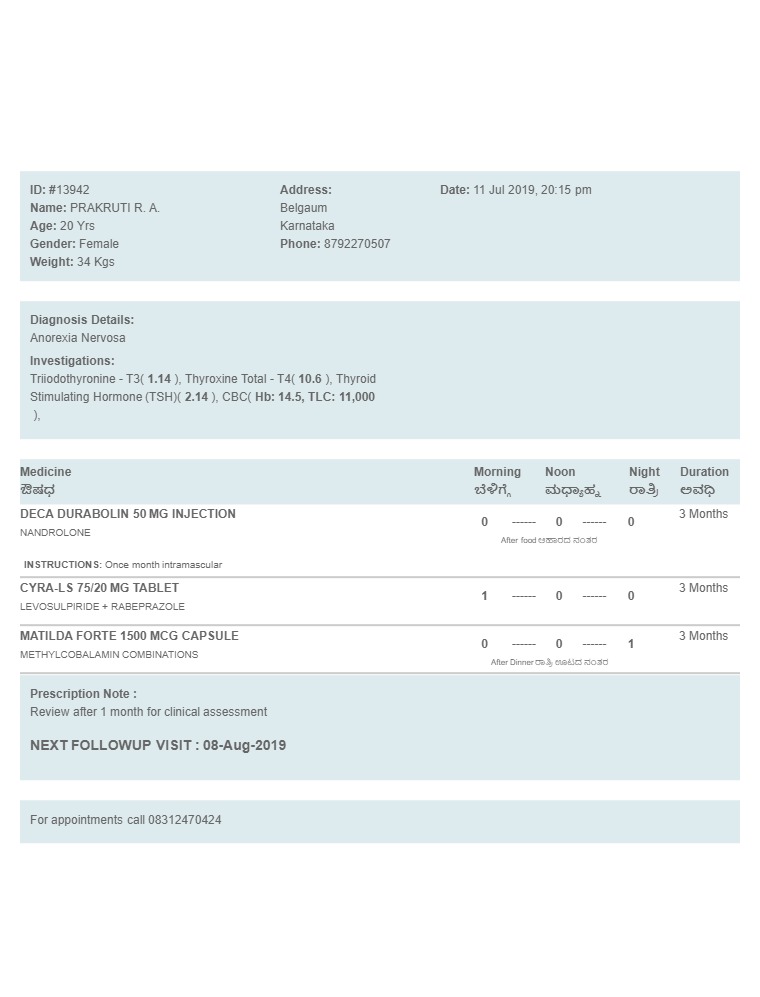 ID: #13942
Name: PRAKRUTI R. A.
Age: 20 Yrs
Gender: Female
Weight: 34 Kgs
Address:
Belgaum
Karnataka
Phone: 8792270507
Date: 11 Jul 2019, 20:15 pm
Diagnosis Details:
Anorexia Nervosa
Investigations:
Triiodothyronine - T3( 1.14 ), Thyroxine Total - T4( 10.6 ), Thyroid
Stimulating Hormone (TSH)( 2.14 ), CBC( Hb: 14.5, TLC: 11,000
),
Medicine Morning Noon Night Duration
ಔಷಧ ಬೆಳಿಗ್ಗೆ ಮಧ್ಯಾಹ್ನ ರಾತ್ರಿ ಅವಧಿ
DECA DURABOLIN 50 MG INJECTION 0 ------ 0 ------ 0 3 Months
NANDROLONE
After food ಆಹಾರದ ನಂತರ
INSTRUCTIONS: Once month intramascular
CYRA-LS 75/20 MG TABLET 1 ------ 0 ------ 0 3 Months
LEVOSULPIRIDE + RABEPRAZOLE
MATILDA FORTE 1500 MCG CAPSULE 0 ------ 0 ------ 1 3 Months
METHYLCOBALAMIN COMBINATIONS
After Dinner ರಾತ್ರಿ ಊಟದ ನಂತರ
Prescription Note :
Review after 1 month for clinical assessment
NEXT FOLLOWUP VISIT : 08-Aug-2019
For appointments call 08312470424